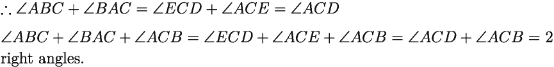 ∴ ∠ABC + ∠BAC = ∠ECD + ∠ACE = ∠ACD
∠ABC + ∠BAC + ∠ACB = ∠ECD + ∠ACE + ∠ACB = ∠ACD + ∠ACB = 2
right angles.